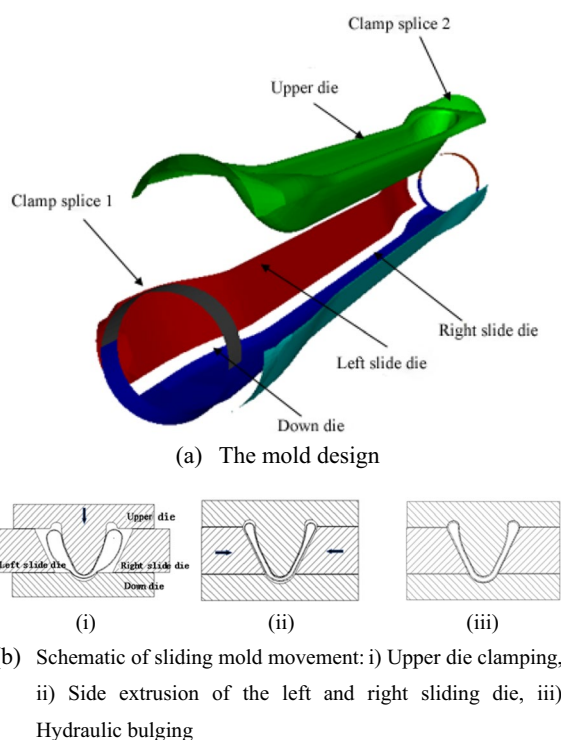 Clamp splice 2
Upper die
Clamp splice 1
Right slide die
Left slide die
Down die
(a) The mold design
Upper die
Left slide die
Right slide die
Down die
(i)
(ii)
(iii)
b) Schematic of sliding mold movement: i) Upper die clamping,
ii) Side extrusion of the left and right sliding die, iii)
Hydraulic bulging